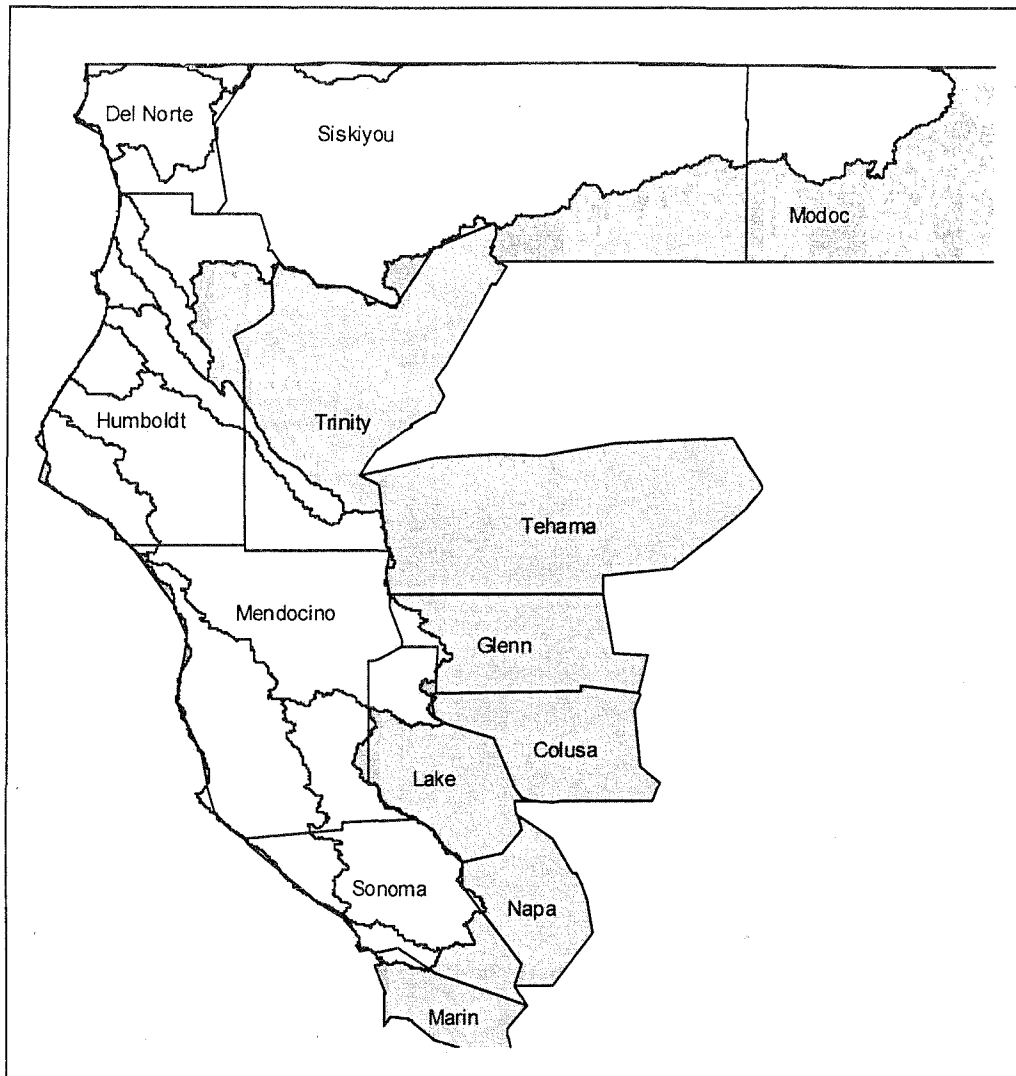 Del Norte
Siskiyou
Modoc
Humboldt
Trinity
Tehama
Mendocino
Glenn
Colusa
Lake
Sonoma
Napa
Marin